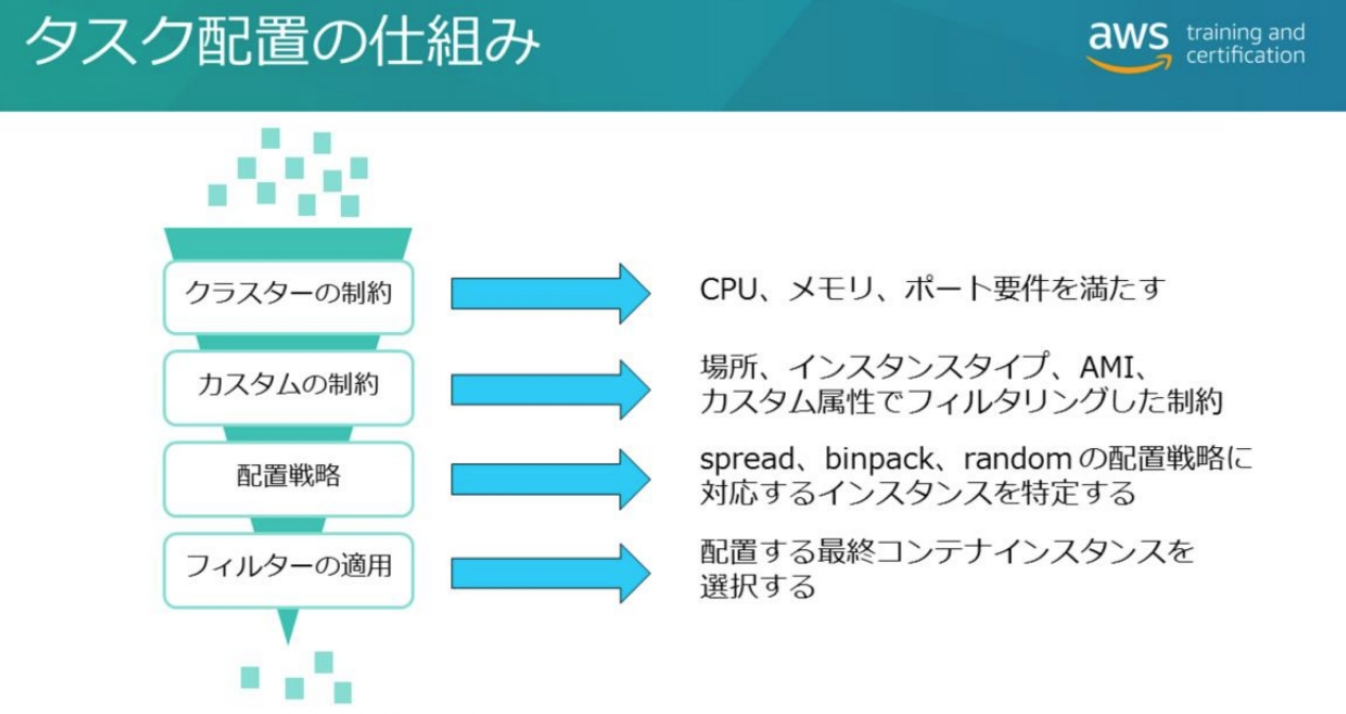 タスク配置の仕組み
aws training and
certification
クラスターの制約
CPU、メモリ、ポート要件を満たす
カスタムの制約
場所、インスタンスタイプ、AMI、
カスタム属性でフィルタリングした制約
配置戦略
spread、binpack、random の配置戦略に
対応するインスタンスを特定する
フィルターの適用
配置する最終コンテナインスタンスを
選択する